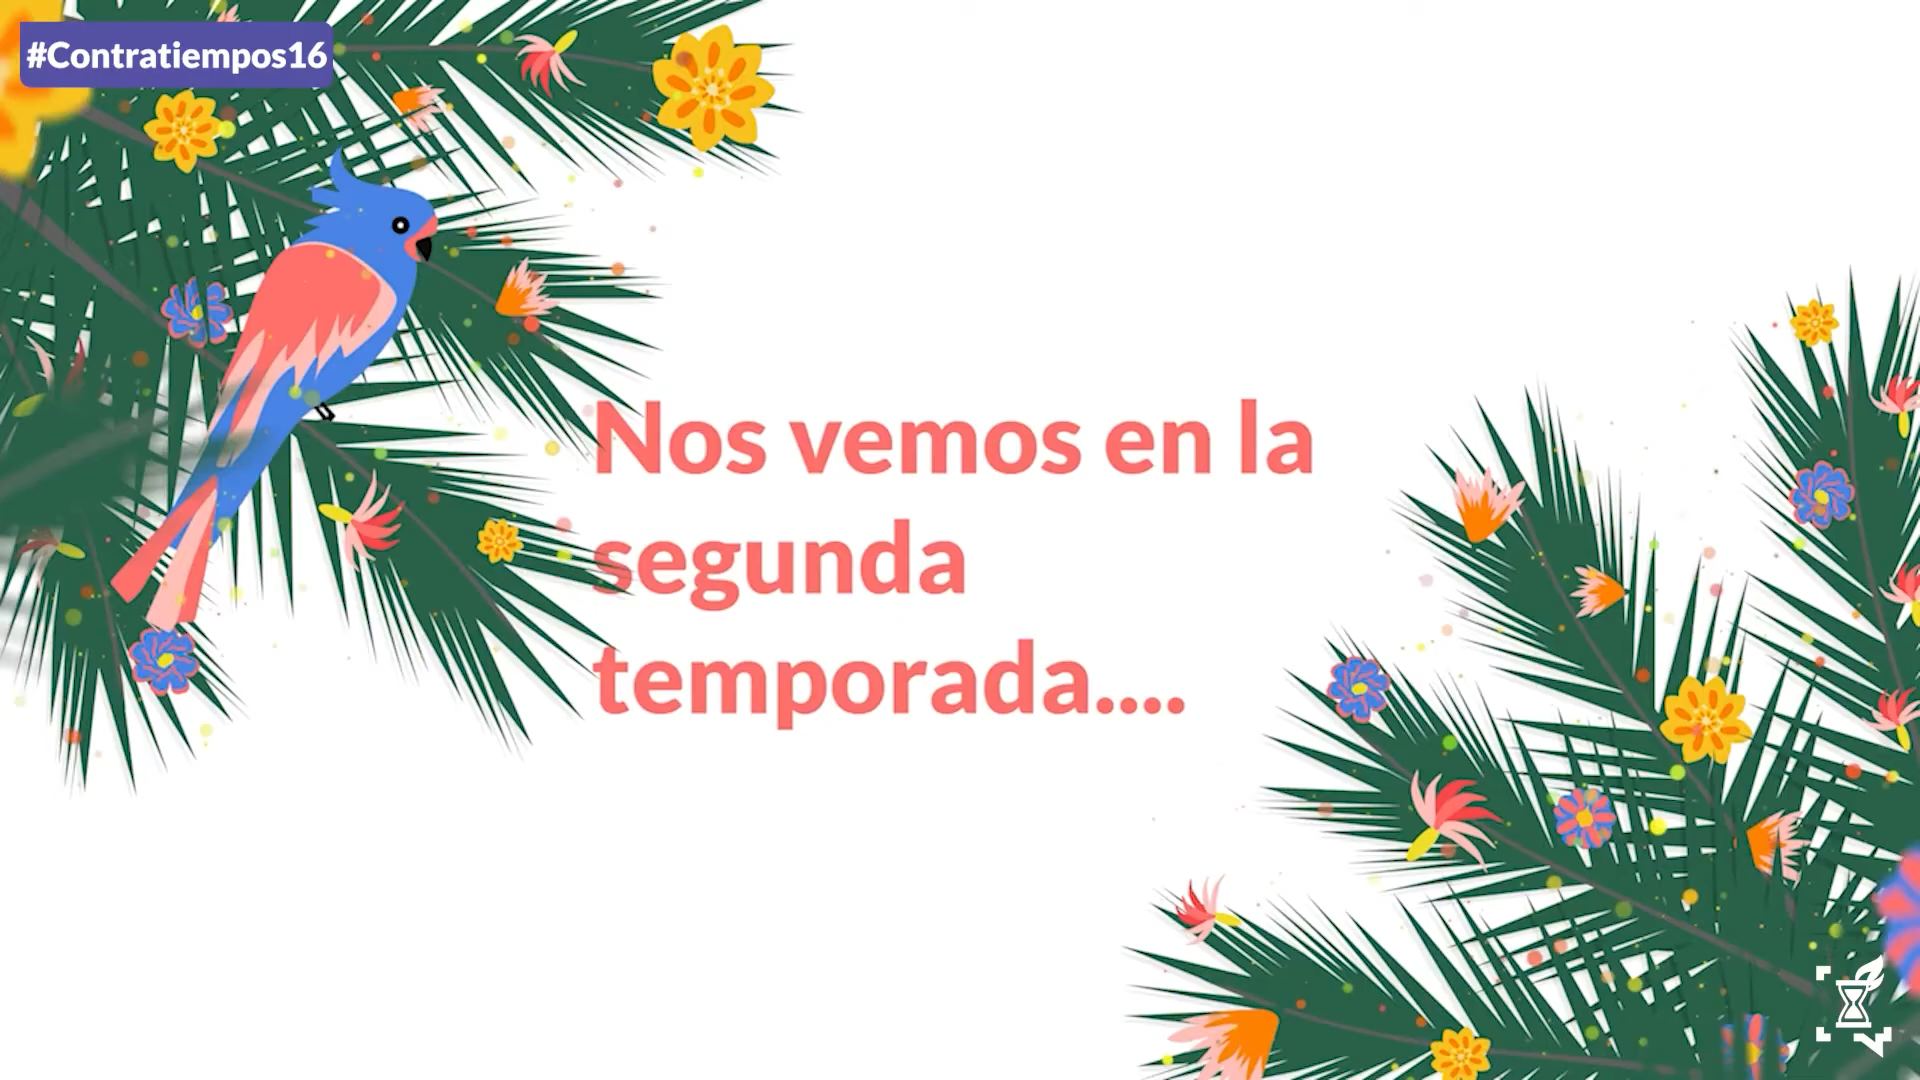 #Contratiempos16
Nos vemos en la
segunda
temporada....